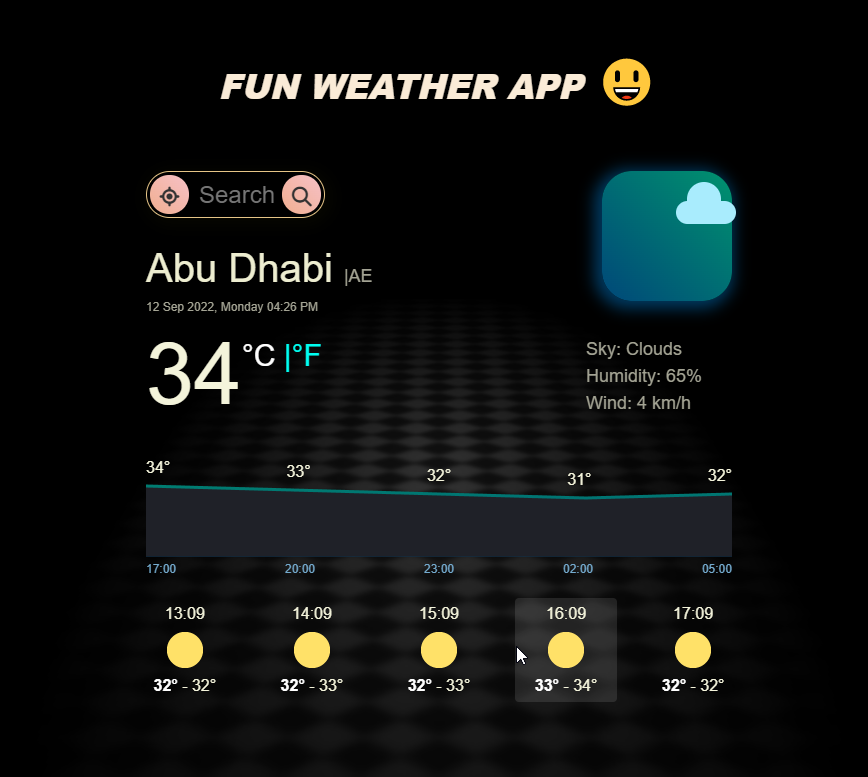 FUN WEATHER APP
Search
Abu Dhabi |AE
12 Sep 2022, Monday 04:26 PM
34 °C |°F
Sky: Clouds
Humidity: 65%
Wind: 4 km/h
34° 33° 32° 31° 32°
17:00 20:00 23:00 02:00 05:00
13:09 14:09 15:09 16:09 17:09
32° - 32° 32° - 33° 32° - 33° 33° - 34° 32° - 32°